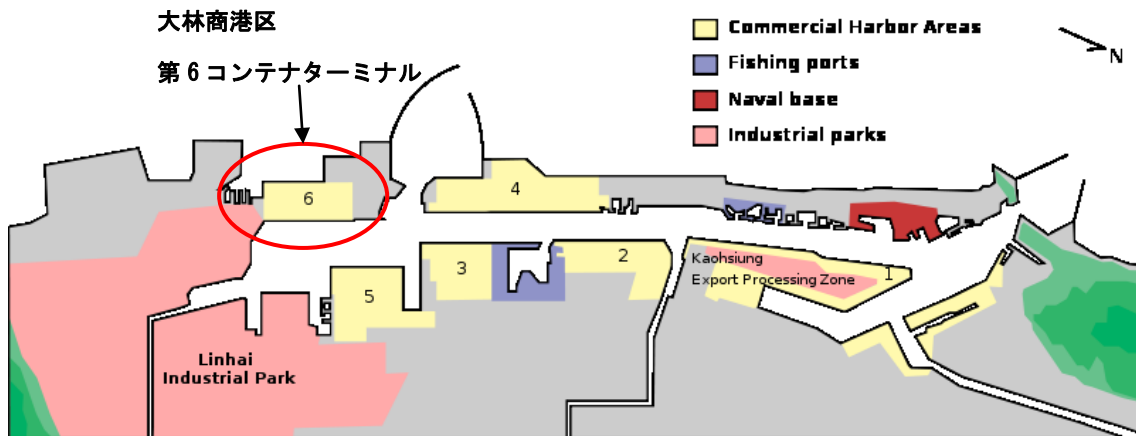 大林商港区
第6コンテナターミナル
Commercial Harbor Areas
Fishing ports
Naval base
Industrial parks
N
6
4
3
2
5
1
Kaohsiung
Export Processing Zone
Linhai
Industrial Park